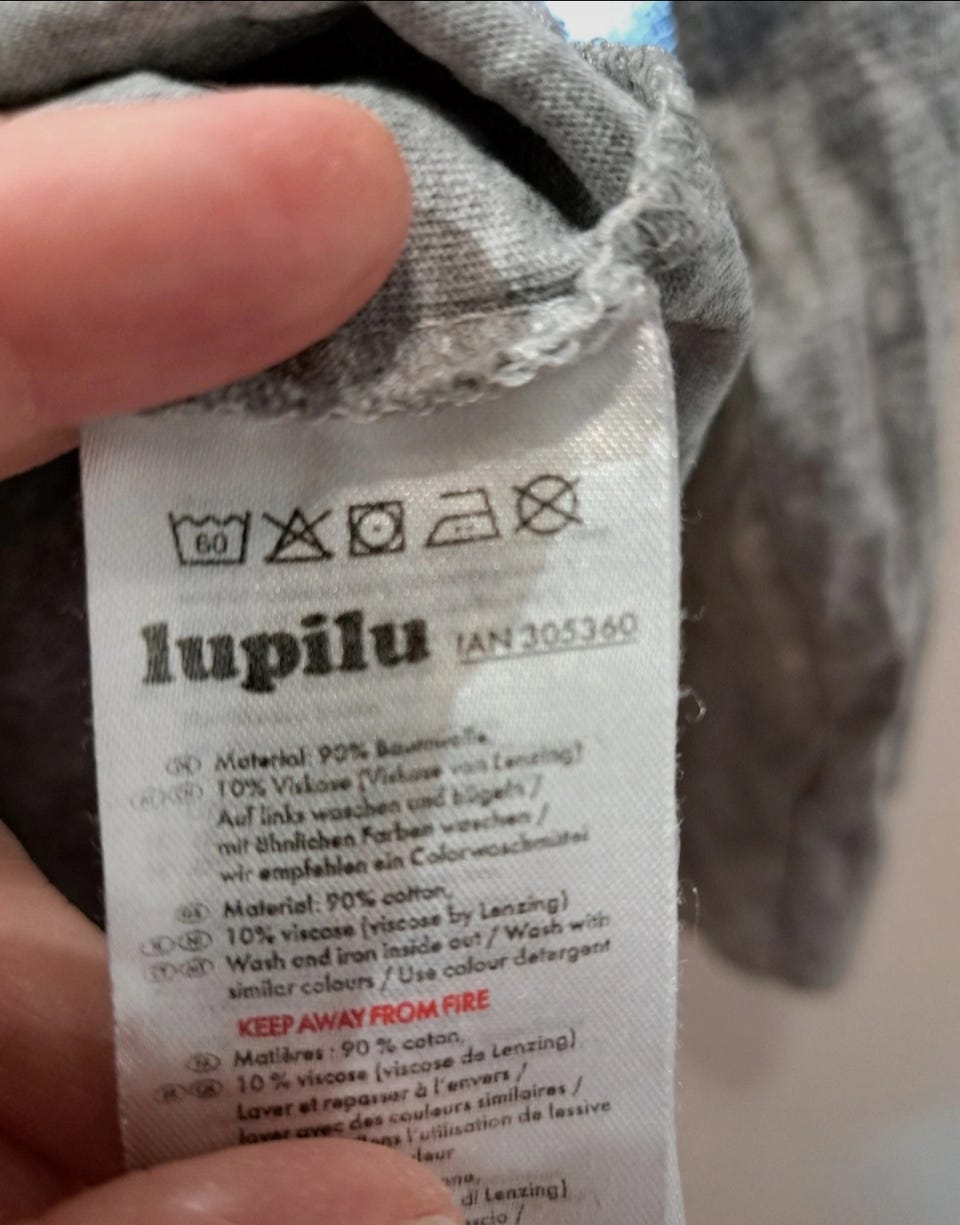 60
lupilu IAN 305360
Material: 90% Baumwolle,
10% Viskose (Viskose von Lenzing)
Auf links waschen und bügeln /
mit ähnlichen Farben waschen /
wir empfehlen ein Colorwaschmittel
GB Material: 90% cotton,
10% viscose (viscose by Lenzing)
Wash and iron inside out / Wash with
similar colours / Use colour detergent
KEEP AWAY FROM FIRE
Matières : 90 % coton,
10 % viscose (viscose de Lenzing)
Laver et repasser à l'envers /
laver avec des couleurs similaires /
l'utilisation de lessive
di Lenzing)